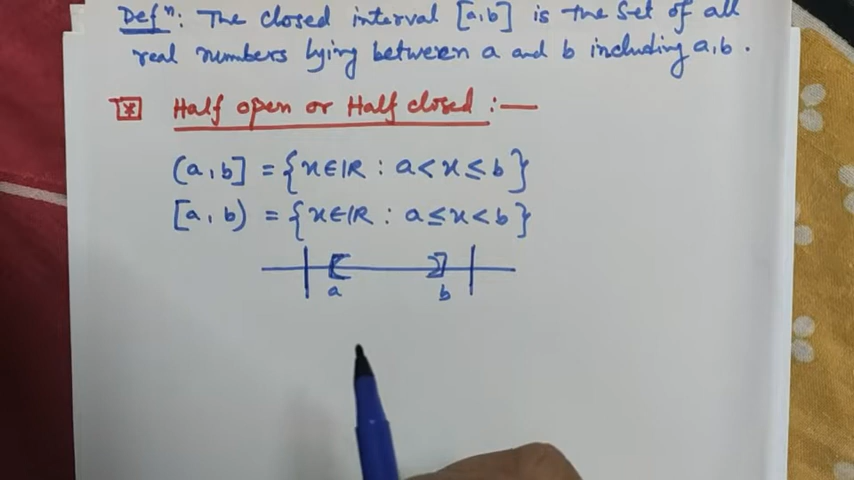 Defⁿ: The closed interval [a,b] is the set of all
real numbers lying between a and b including a,b.
* Half open or Half closed :—
(a,b] = {x∈ℝ : a<x≤b}
[a,b) = {x∈ℝ : a≤x<b}
a b